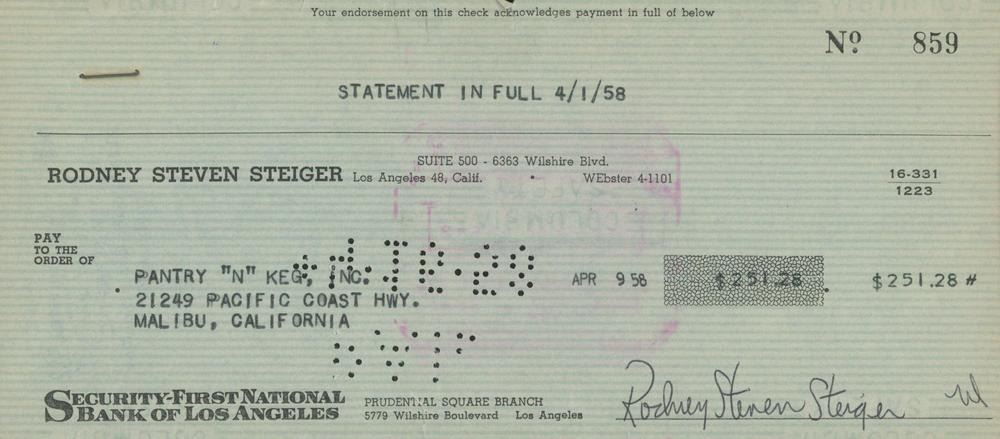 Your endorsement on this check acknowledges payment in full of below
Nº 859
STATEMENT IN FULL 4/1/58
RODNEY STEVEN STEIGER
SUITE 500 - 6363 Wilshire Blvd.
Los Angeles 48, Calif. • WEbster 4-1101
16-331
1223
PAY
TO THE
ORDER OF
PANTRY "N" KEG, INC.
21249 PACIFIC COAST HWY.
MALIBU, CALIFORNIA
APR 9 58 $251.28 $251.28 #
SECURITY-FIRST NATIONAL
BANK OF LOS ANGELES
PRUDENTIAL SQUARE BRANCH
5779 Wilshire Boulevard Los Angeles
Rodney Steven Steiger